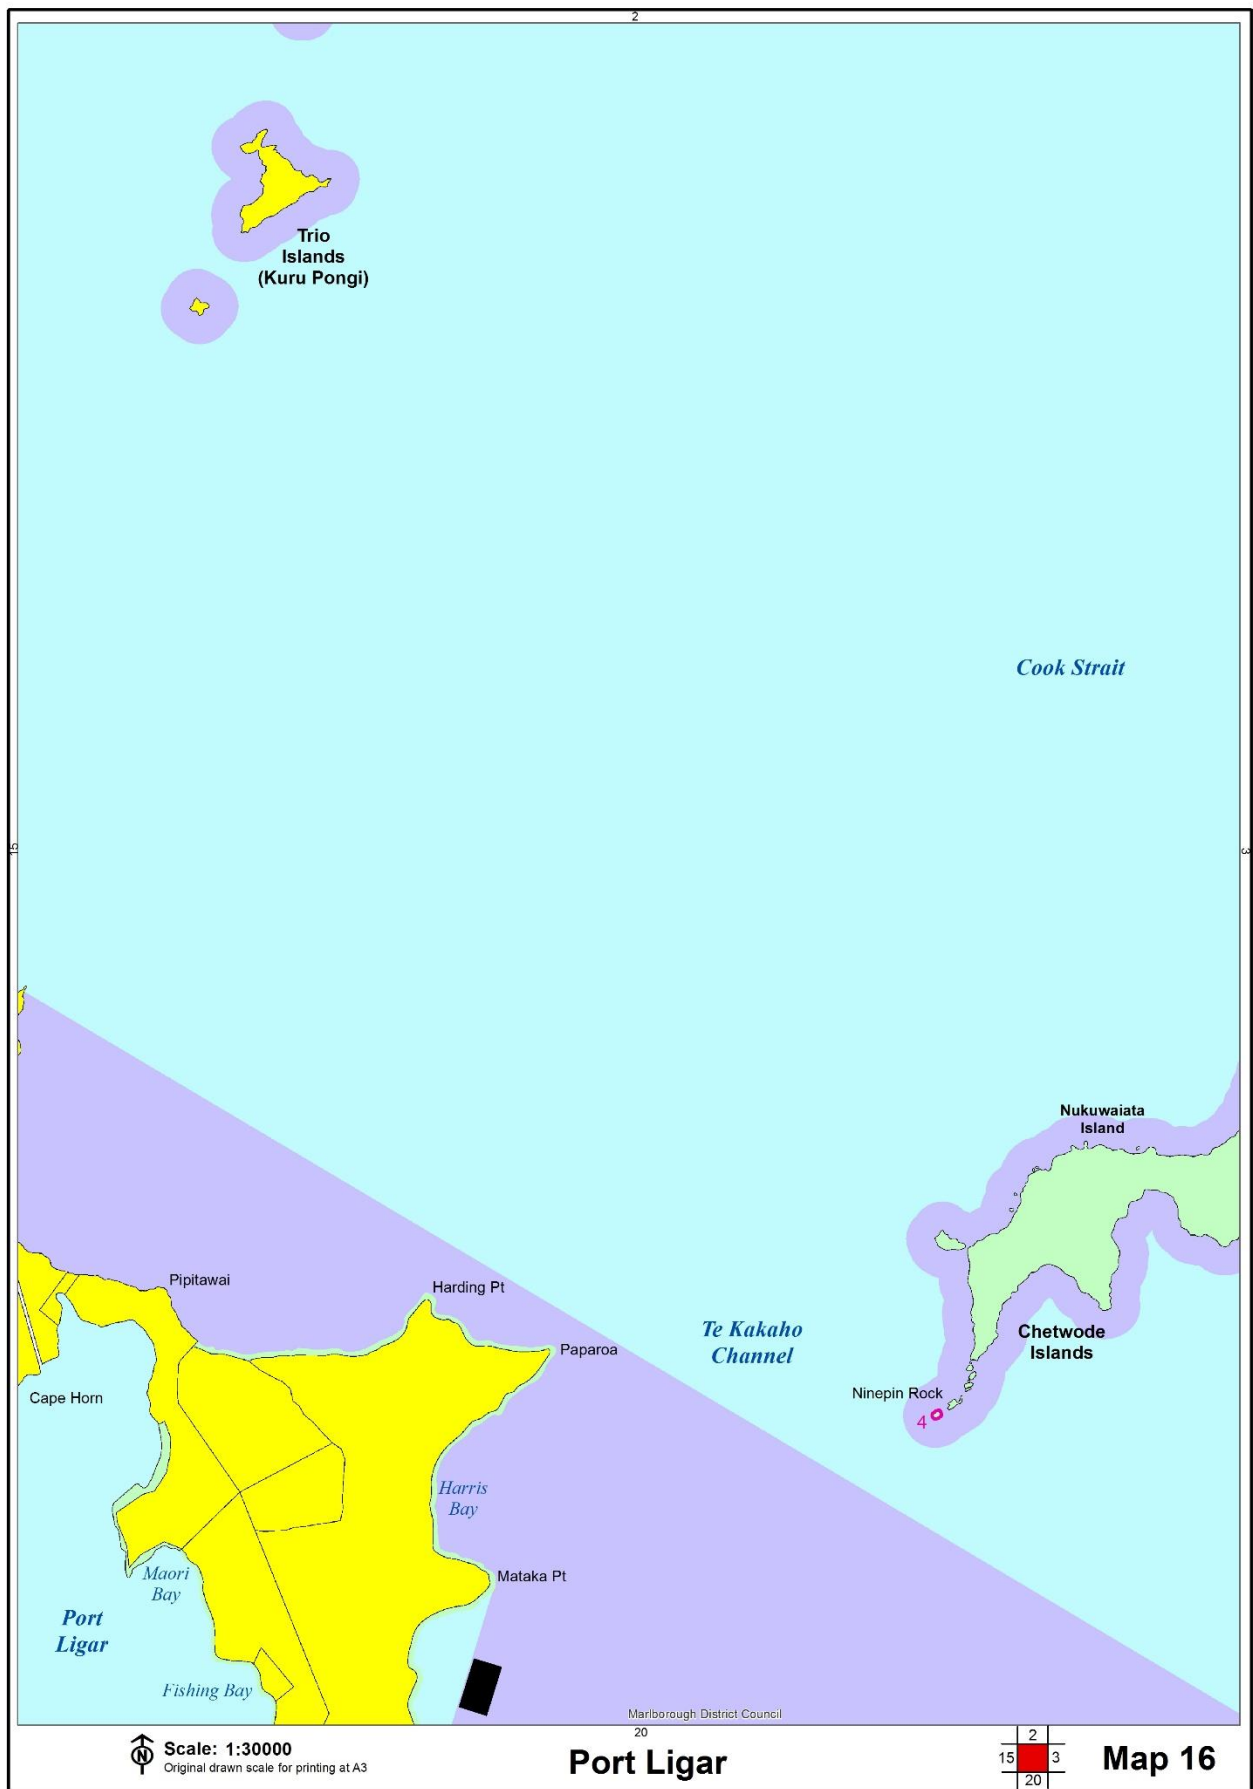 2
Trio
Islands
(Kuru Pongi)
Cook Strait
15
3
Nukuwaiata
Island
Pipitawai
Harding Pt
Te Kakaho
Channel
Chetwode
Islands
Paparoa
Cape Horn
Ninepin Rock
4
Harris
Bay
Maori
Bay
Mataka Pt
Port
Ligar
Fishing Bay
Marlborough District Council
20
N
Scale: 1:30000
Original drawn scale for printing at A3
Port Ligar
2
15 3
20
Map 16